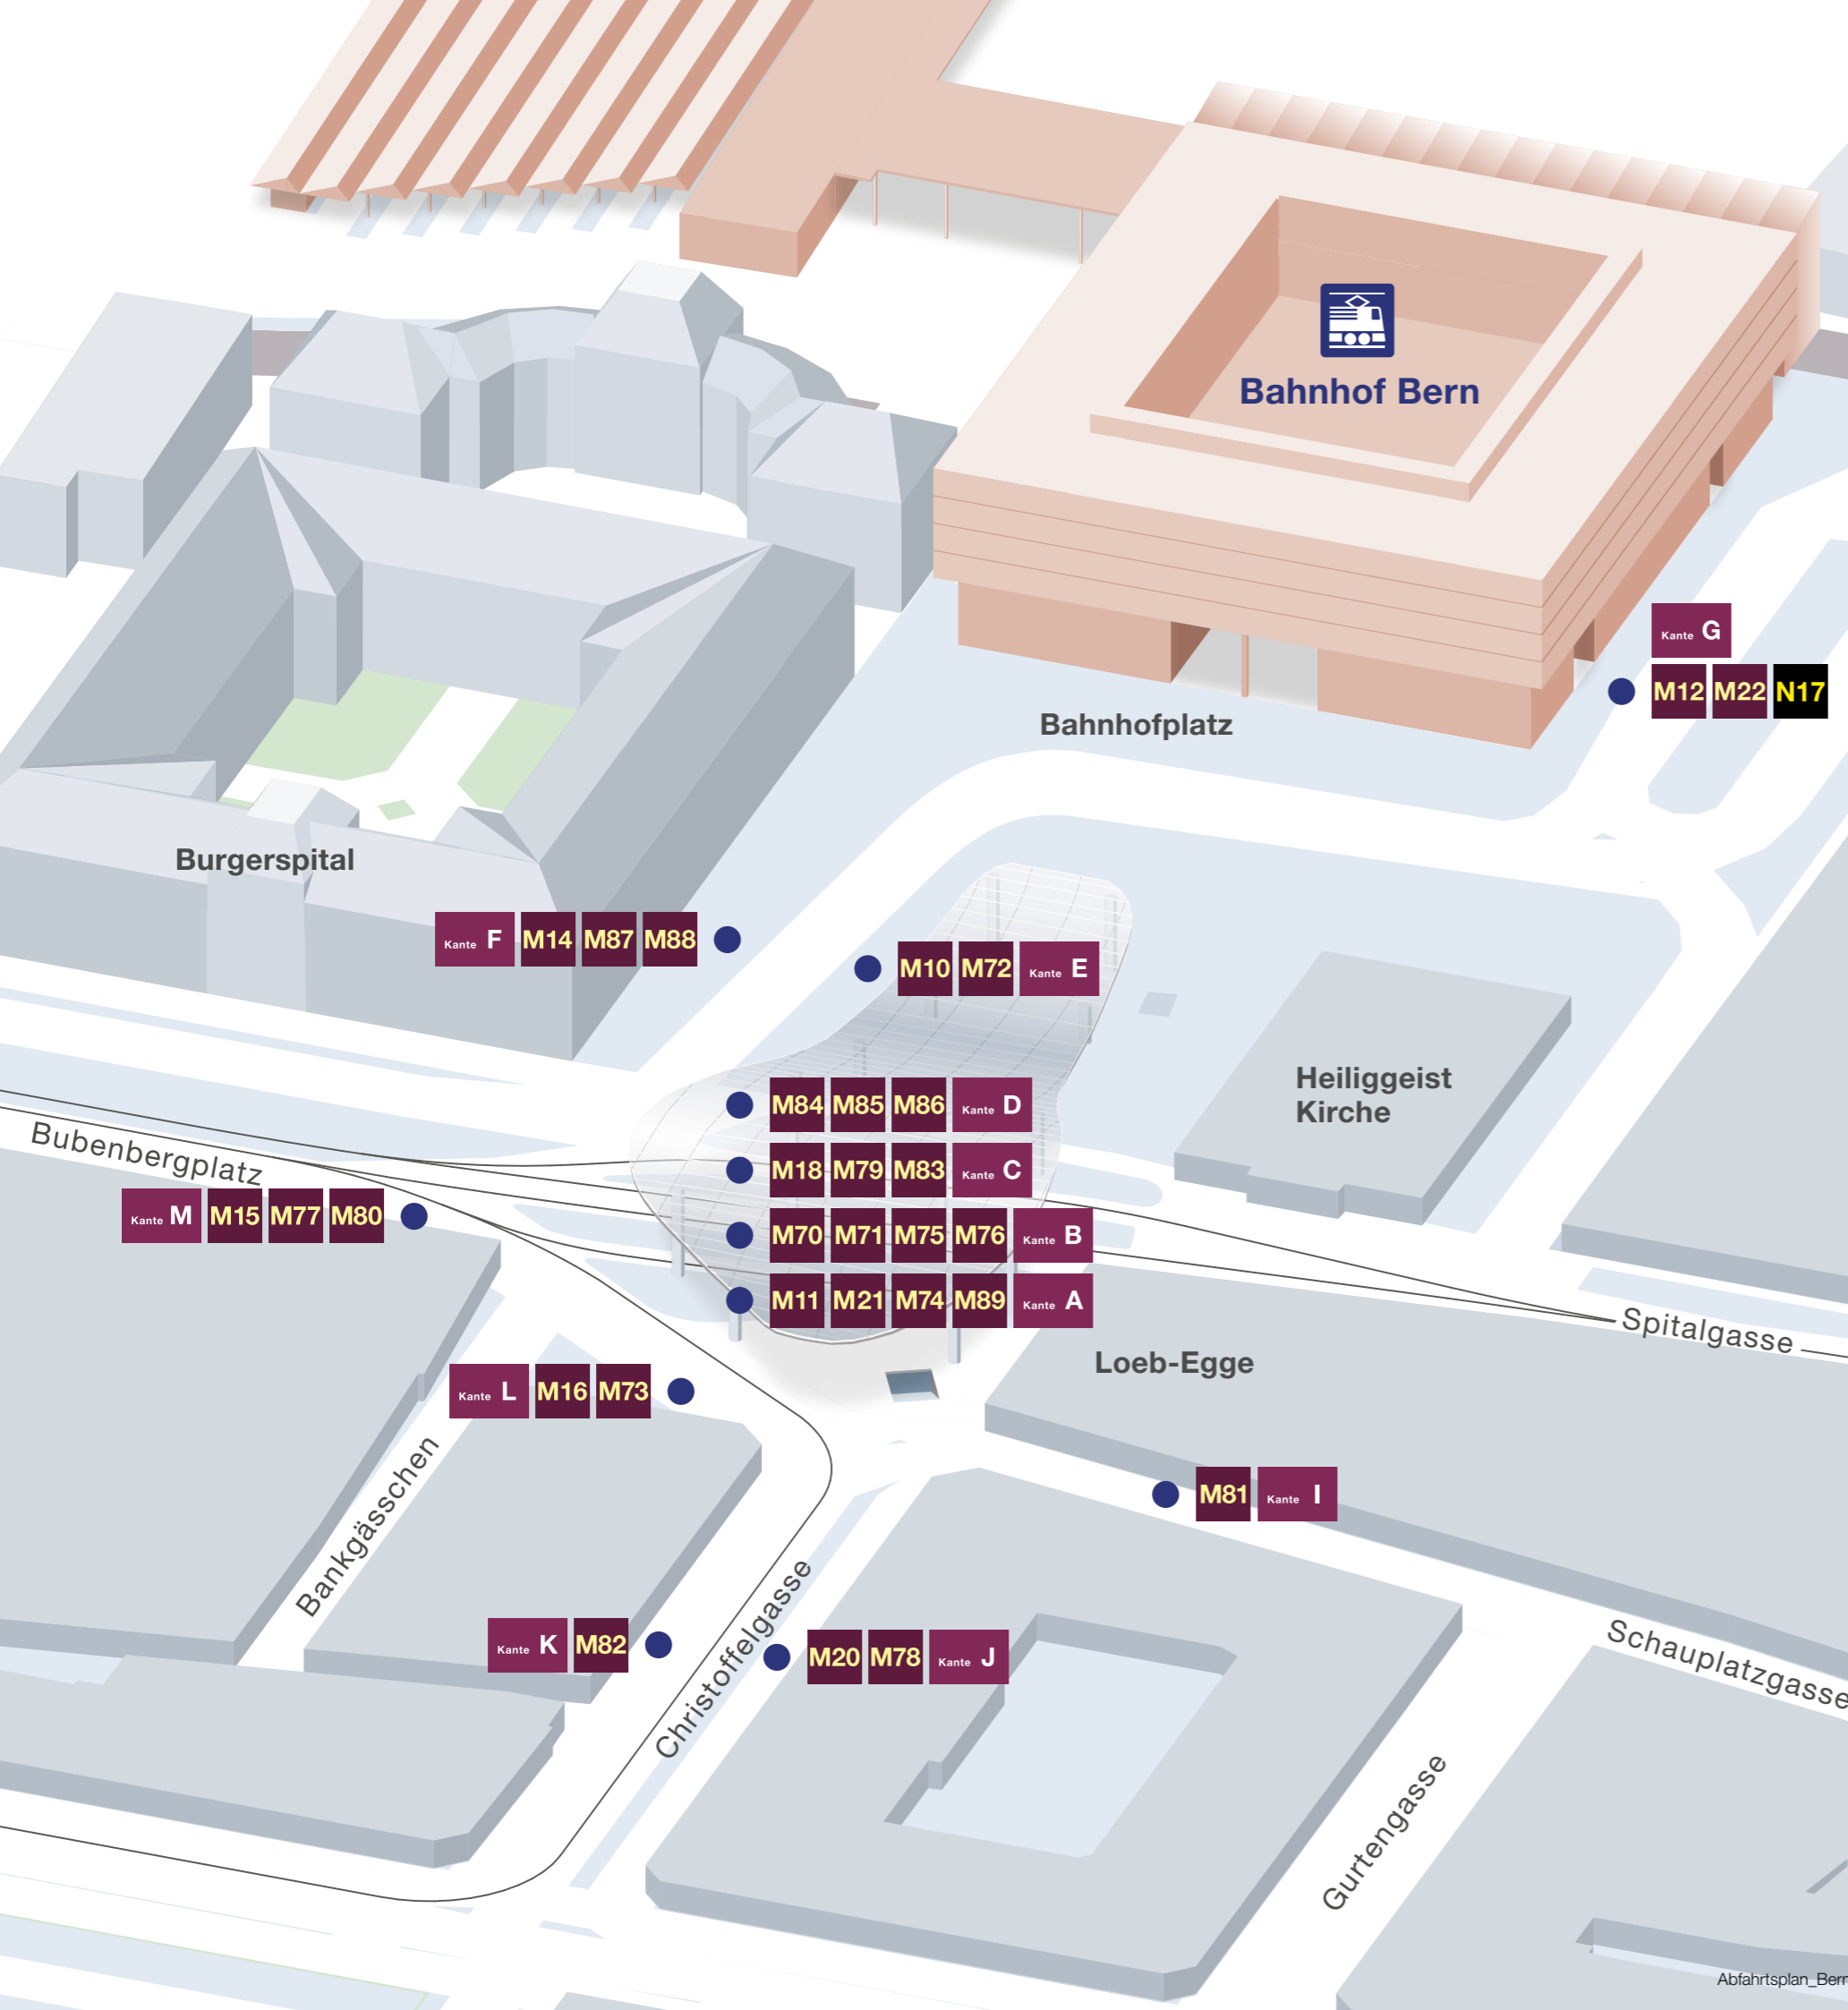 Bahnhof Bern
Kante G
M12 M22 N17
Bahnhofplatz
Burgerspital
Kante F M14 M87 M88
M10 M72 Kante E
Heiliggeist
Kirche
M84 M85 M86 Kante D
Bubenbergplatz
M18 M79 M83 Kante C
Kante M M15 M77 M80
M70 M71 M75 M76 Kante B
M11 M21 M74 M89 Kante A
Spitalgasse
Loeb-Egge
Kante L M16 M73
M81 Kante I
Bankgässchen
Kante K M82
Christoffelgasse
M20 M78 Kante J
Schauplatzgasse
Gurtengasse
Abfahrtsplan_Bern